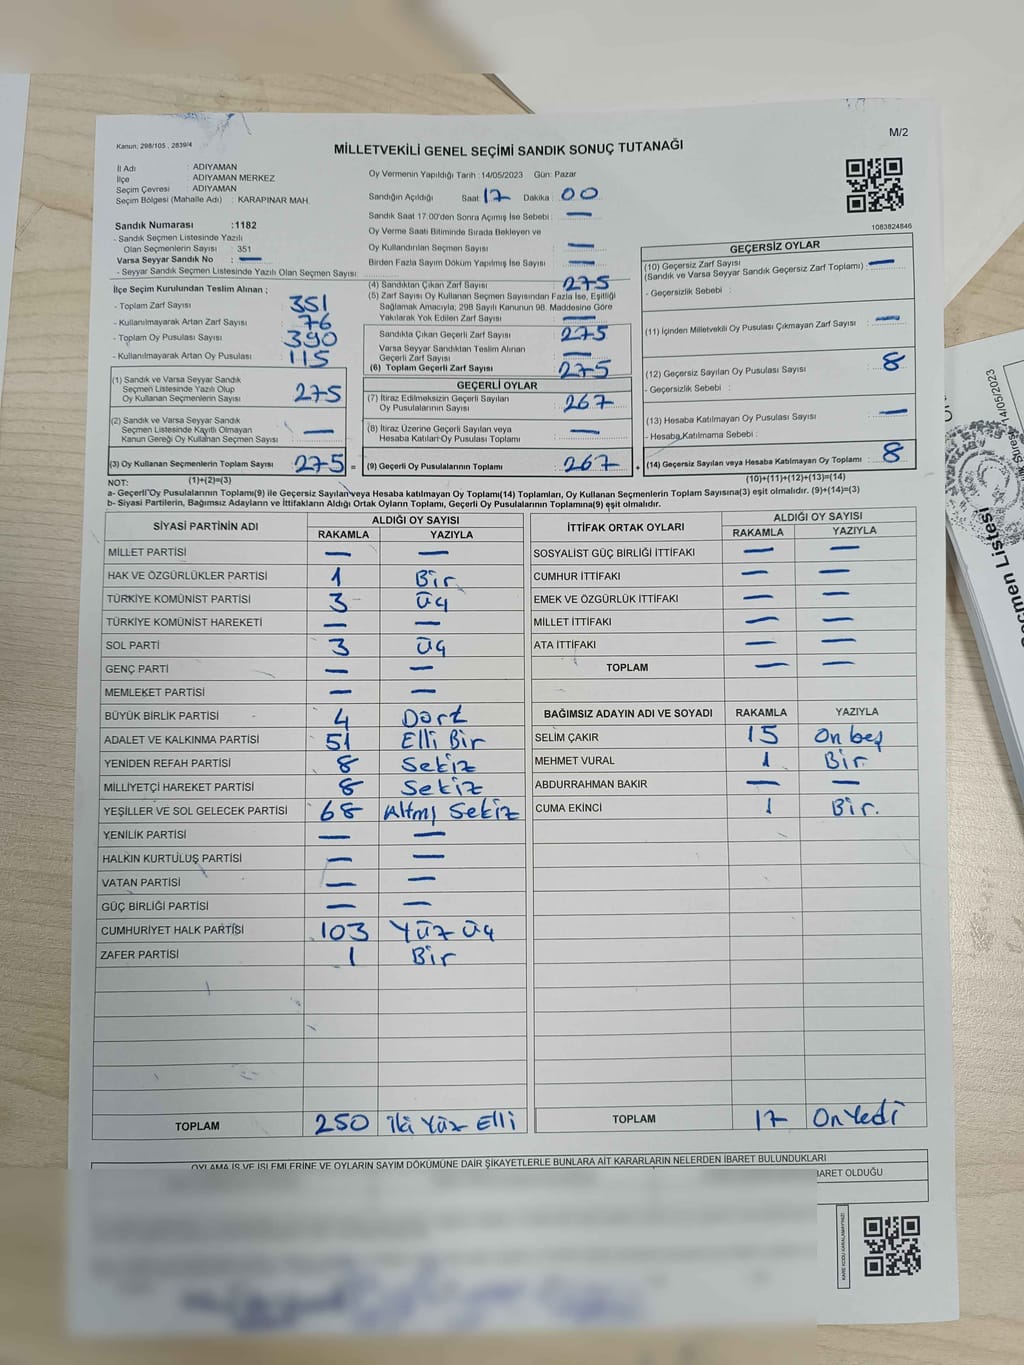 Kanun: 298/105 , 2839/4
M/2
MİLLETVEKİLİ GENEL SEÇİMİ SANDIK SONUÇ TUTANAĞI
İl Adı : ADIYAMAN
İlçe ADIYAMAN MERKEZ
Seçim Çevresi : ADIYAMAN
Seçim Bölgesi (Mahalle Adı) : KARAPINAR MAH.
Sandık Numarası :1182
- Sandık Seçmen Listesinde Yazılı
Olan Seçmenlerin Sayısı : 351
Varsa Seyyar Sandık No : —
- Seyyar Sandık Seçmen Listesinde Yazılı Olan Seçmen Sayısı:
İlçe Seçim Kurulundan Teslim Alınan ;
- Toplam Zarf Sayısı 351
- Kullanılmayarak Artan Zarf Sayısı : 76
- Toplam Oy Pusulası Sayısı : 390
- Kullanılmayarak Artan Oy Pusulası : 115
(1) Sandık ve Varsa Seyyar Sandık
Seçmen Listesinde Yazılı Olup
Oy Kullanan Seçmenlerin Sayısı : 275
(2) Sandık ve Varsa Seyyar Sandık
Seçmen Listesinde Kayıtlı Olmayan
Kanun Gereği Oy Kullanan Seçmen Sayısı : —
(3) Oy Kullanan Seçmenlerin Toplam Sayısı 275 =
(1)+(2)=(3)
Oy Vermenin Yapıldığı Tarih : 14/05/2023 Gün: Pazar
Sandığın Açıldığı Saat 17 Dakika : 00
Sandık Saat 17.00'den Sonra Açılmış İse Sebebi : —
Oy Verme Saati Bitiminde Sırada Bekleyen ve
Oy Kullandırılan Seçmen Sayısı —
Birden Fazla Sayım Döküm Yapılmış İse Sayısı : —
(4) Sandıktan Çıkan Zarf Sayısı : 275
(5) Zarf Sayısı Oy Kullanan Seçmen Sayısından Fazla İse, Eşitliği
Sağlamak Amacıyla; 298 Sayılı Kanunun 98. Maddesine Göre
Yakılarak Yok Edilen Zarf Sayısı : —
Sandıkta Çıkan Geçerli Zarf Sayısı 275
Varsa Seyyar Sandıktan Teslim Alınan
Geçerli Zarf Sayısı —
(6) Toplam Geçerli Zarf Sayısı : 275
GEÇERLİ OYLAR
(7) İtiraz Edilmeksizin Geçerli Sayılan
Oy Pusulalarının Sayısı : 267
(8) İtiraz Üzerine Geçerli Sayılan veya
Hesaba Katılan Oy Pusulası Toplamı : —
(9) Geçerli Oy Pusulalarının Toplamı 267 +
1083824846
GEÇERSİZ OYLAR
(10) Geçersiz Zarf Sayısı
(Sandık ve Varsa Seyyar Sandık Geçersiz Zarf Toplamı) : —
- Geçersizlik Sebebi :
(11) İçinden Milletvekili Oy Pusulası Çıkmayan Zarf Sayısı : —
(12) Geçersiz Sayılan Oy Pusulası Sayısı : 8
- Geçersizlik Sebebi :
(13) Hesaba Katılmayan Oy Pusulası Sayısı : —
- Hesaba Katılmama Sebebi :
(14) Geçersiz Sayılan veya Hesaba Katılmayan Oy Toplamı : 8
(10)+(11)+(12)+(13)=(14)
NOT:
a- Geçerli Oy Pusulalarının Toplamı(9) ile Geçersiz Sayılan veya Hesaba katılmayan Oy Toplamı(14) Toplamları, Oy Kullanan Seçmenlerin Toplam Sayısına(3) eşit olmalıdır. (9)+(14)=(3)
b- Siyasi Partilerin, Bağımsız Adayların ve İttifakların Aldığı Ortak Oyların Toplamı, Geçerli Oy Pusulalarının Toplamına(9) eşit olmalıdır.
SİYASİ PARTİNİN ADI ALDIĞI OY SAYISI
RAKAMLA YAZIYLA
MİLLET PARTİSİ — —
HAK VE ÖZGÜRLÜKLER PARTİSİ 1 Bir
TÜRKİYE KOMÜNİST PARTİSİ 3 Üç
TÜRKİYE KOMÜNİST HAREKETİ — —
SOL PARTİ 3 Üç
GENÇ PARTİ — —
MEMLEKET PARTİSİ — —
BÜYÜK BİRLİK PARTİSİ 4 Dört
ADALET VE KALKINMA PARTİSİ 51 Elli Bir
YENİDEN REFAH PARTİSİ 8 Sekiz
MİLLİYETÇİ HAREKET PARTİSİ 8 Sekiz
YEŞİLLER VE SOL GELECEK PARTİSİ 68 Altmş Sekiz
YENİLİK PARTİSİ — —
HALKIN KURTULUŞ PARTİSİ — —
VATAN PARTİSİ — —
GÜÇ BİRLİĞİ PARTİSİ — —
CUMHURİYET HALK PARTİSİ 103 Yüz Üç
ZAFER PARTİSİ 1 Bir
TOPLAM 250 İki Yüz Elli
İTTİFAK ORTAK OYLARI ALDIĞI OY SAYISI
RAKAMLA YAZIYLA
SOSYALİST GÜÇ BİRLİĞİ İTTİFAKI — —
CUMHUR İTTİFAKI — —
EMEK VE ÖZGÜRLÜK İTTİFAKI — —
MİLLET İTTİFAKI — —
ATA İTTİFAKI — —
TOPLAM — —
BAĞIMSIZ ADAYIN ADI VE SOYADI RAKAMLA YAZIYLA
SELİM ÇAKIR 15 On beş
MEHMET VURAL 1 Bir
ABDURRAHMAN BAKIR — —
CUMA EKİNCİ 1 Bir.
TOPLAM 17 On Yedi
OYLAMA İŞ VE İŞLEMLERİNE VE OYLARIN SAYIM DÖKÜMÜNE DAİR ŞİKAYETLERLE BUNLARA AİT KARARLARIN NELERDEN İBARET BULUNDUKLARI
BARET OLDUĞU
KARE KODU KARALAMAYINIZ!
14/05/2023
eçmen Listesi